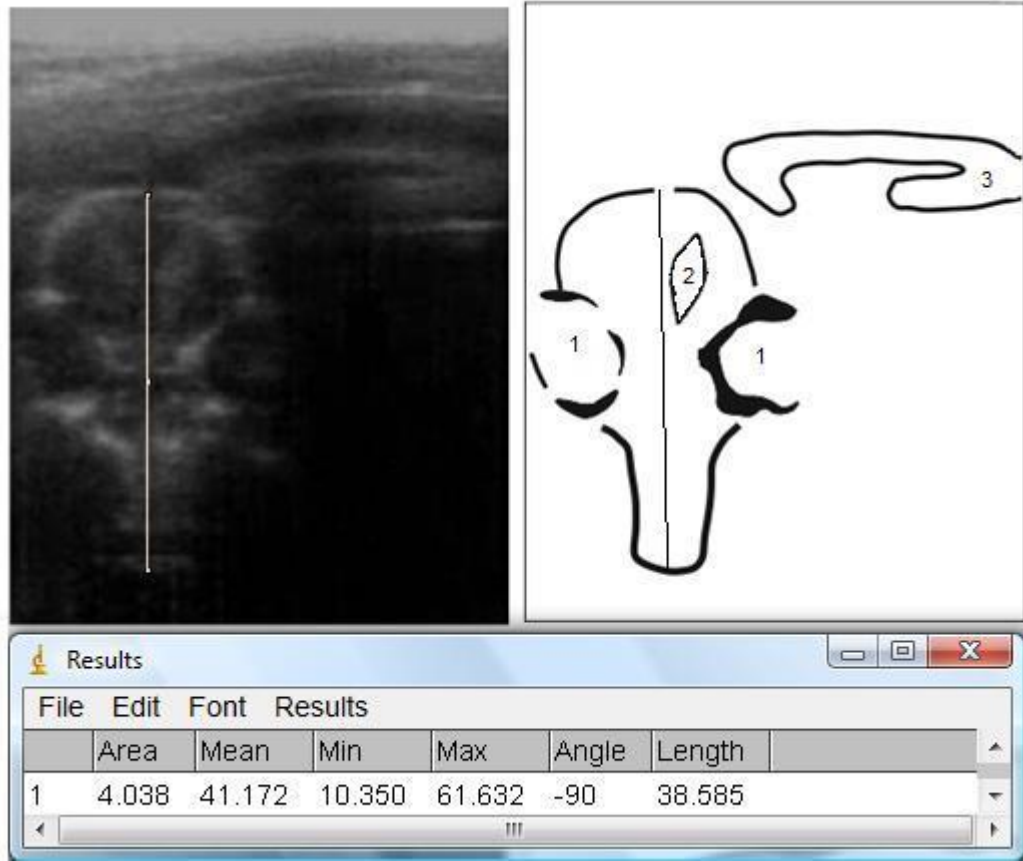 3
2
1 1
Results
File Edit Font Results
Area Mean Min Max Angle Length
1 4.038 41.172 10.350 61.632 -90 38.585